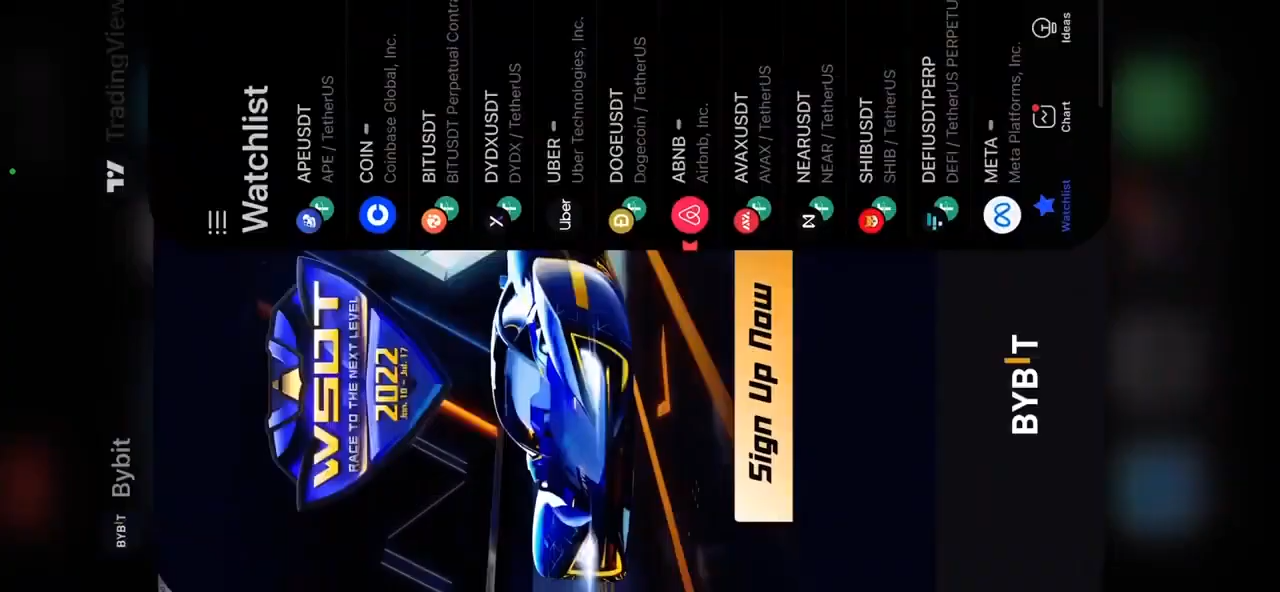 BYBIT Bybit
TradingView
WSOT
RACE TO THE NEXT LEVEL
2022
Sign Up Now
BYBIT
Watchlist
APEUSDT
APE / TetherUS
COIN
Coinbase Global, Inc.
BITUSDT
BITUSDT Perpetual Contra
DYDXUSDT
DYDX / TetherUS
Uber
UBER
Uber Technologies, Inc.
DOGEUSDT
Dogecoin / TetherUS
ABNB
Airbnb, Inc.
AVAXUSDT
AVAX / TetherUS
NEARUSDT
NEAR / TetherUS
SHIBUSDT
SHIB / TetherUS
DEFIUSDTPERP
DEFI / TetherUS PERPETU
META
Meta Platforms, Inc.
Watchlist
Chart
Ideas